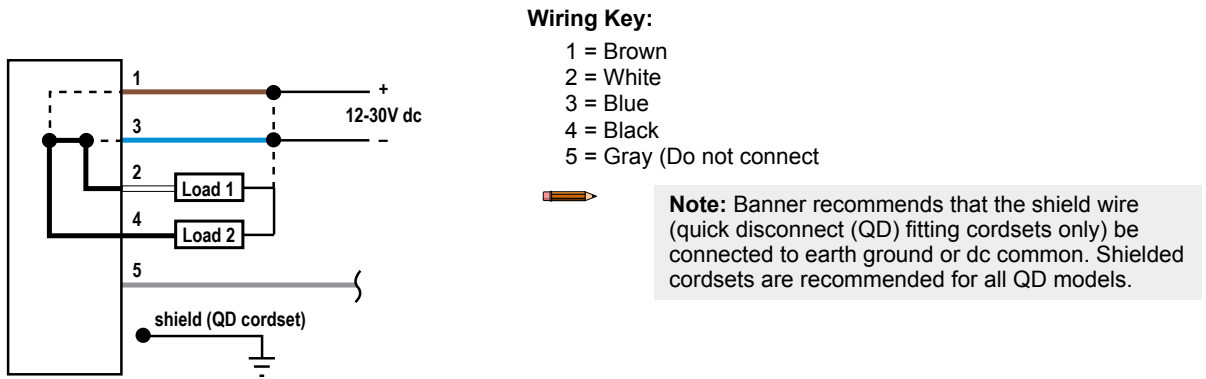 1
+
12-30V dc
3
–
2
Load 1
4
Load 2
5
shield (QD cordset)
Wiring Key:
1 = Brown
2 = White
3 = Blue
4 = Black
5 = Gray (Do not connect
Note: Banner recommends that the shield wire
(quick disconnect (QD) fitting cordsets only) be
connected to earth ground or dc common. Shielded
cordsets are recommended for all QD models.